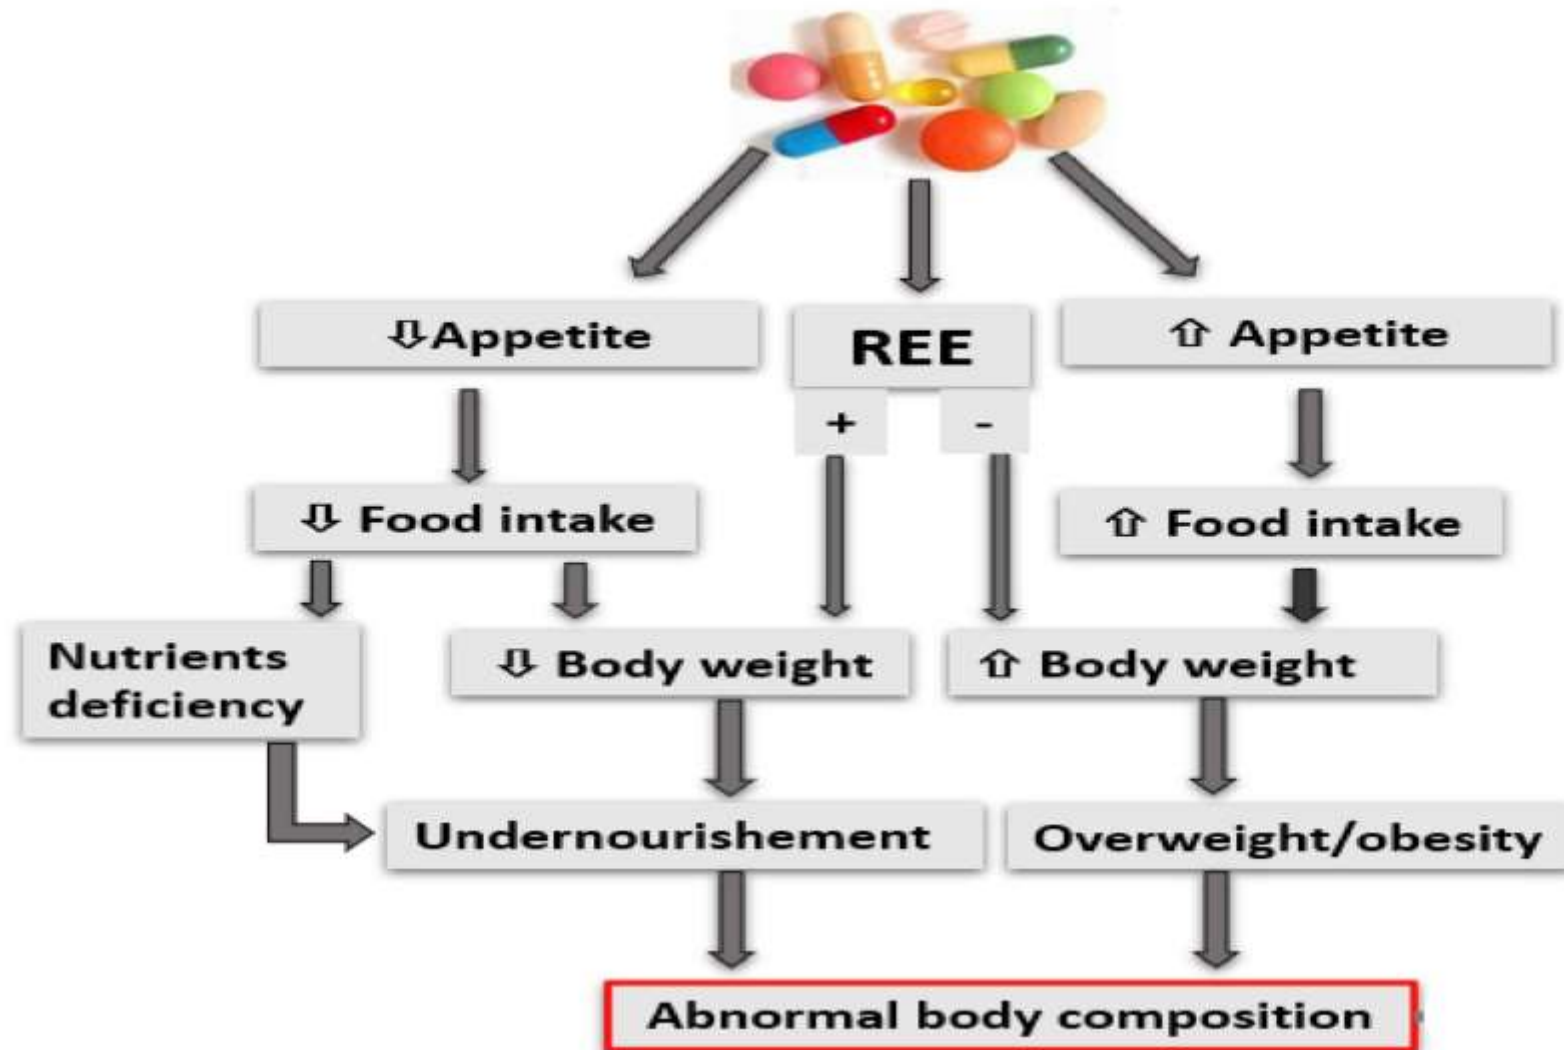 ⇩Appetite
REE
⇧ Appetite
+
-
⇩ Food intake
⇧ Food intake
Nutrients
deficiency
⇩ Body weight
⇧ Body weight
Undernourishement
Overweight/obesity
Abnormal body composition